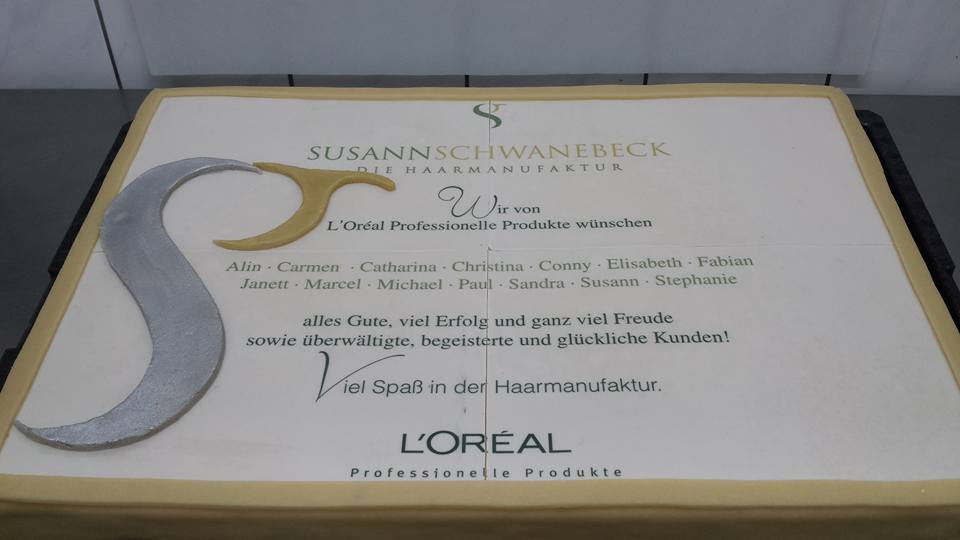 SUSANNSCHWANEBECK
DIE HAARMANUFAKTUR
Wir von
L'Oréal Professionelle Produkte wünschen
Alin · Carmen · Catharina · Christina · Conny · Elisabeth · Fabian
Janett · Marcel · Michael · Paul · Sandra · Susann · Stephanie
alles Gute, viel Erfolg und ganz viel Freude
sowie überwältigte, begeisterte und glückliche Kunden!
Viel Spaß in der Haarmanufaktur.
L'ORÉAL
Professionelle Produkte